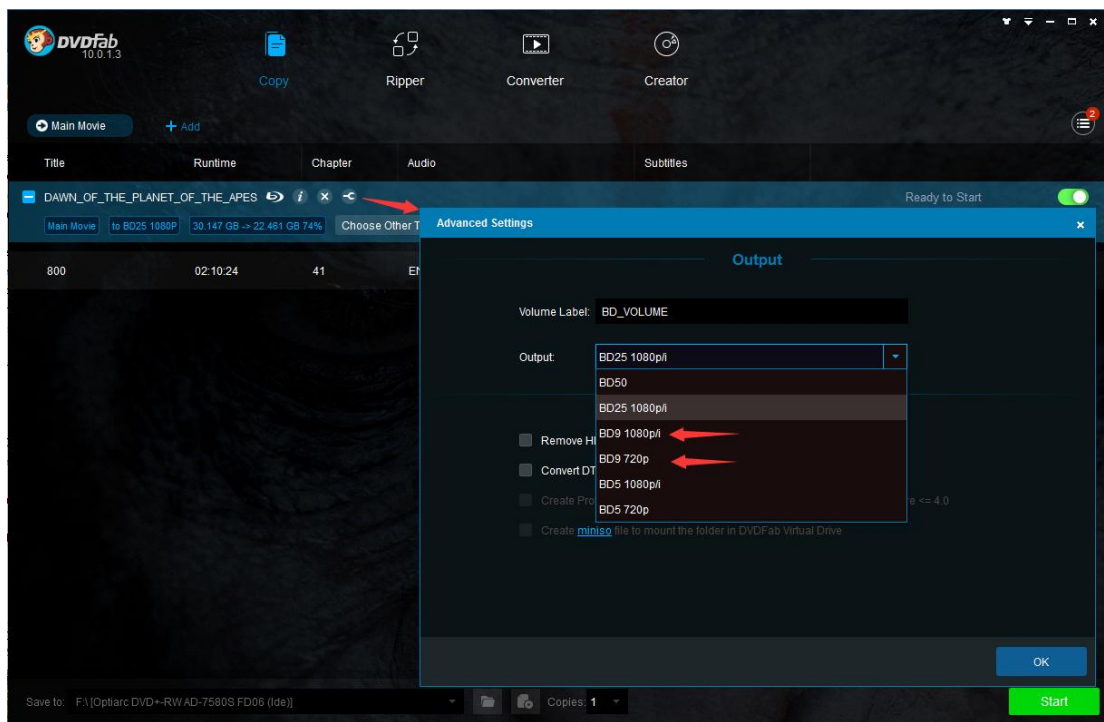 DVDfab
10.0.1.3
Copy
Ripper
Converter
Creator
Main Movie
+ Add
2
Title Runtime Chapter Audio Subtitles
DAWN_OF_THE_PLANET_OF_THE_APES
Ready to Start
Main Movie to BD25 1080P 30.147 GB -> 22.461 GB 74% Choose Other T
800 02:10:24 41 EN
Advanced Settings
Output
Volume Label: BD_VOLUME
Output: BD25 1080p/i
BD50
BD25 1080p/i
BD9 1080p/i
BD9 720p
BD5 1080p/i
BD5 720p
Remove H
Convert DT
Create Pro
e <= 4.0
Create miniso file to mount the folder in DVDFab Virtual Drive
OK
Save to: F:\ [Optiarc DVD+-RW AD-7580S FD06 (Ide)]
Copies: 1
Start